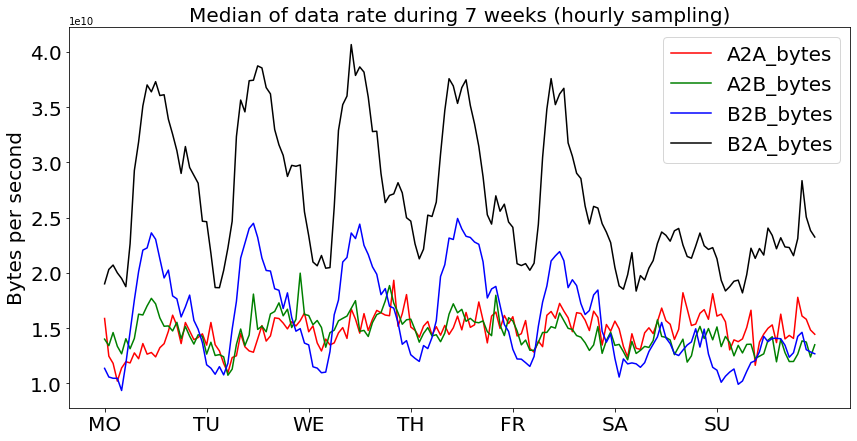 Median of data rate during 7 weeks (hourly sampling)
1e10
4.0
3.5
3.0
2.5
2.0
1.5
1.0
Bytes per second
A2A_bytes
A2B_bytes
B2B_bytes
B2A_bytes
MO TU WE TH FR SA SU